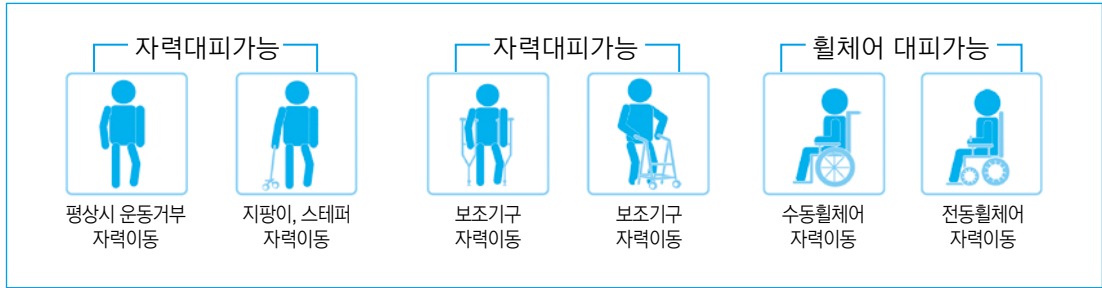 자력대피가능
자력대피가능
휠체어 대피가능
평상시 운동거부
자력이동
지팡이, 스테퍼
자력이동
보조기구
자력이동
보조기구
자력이동
수동휠체어
자력이동
전동휠체어
자력이동